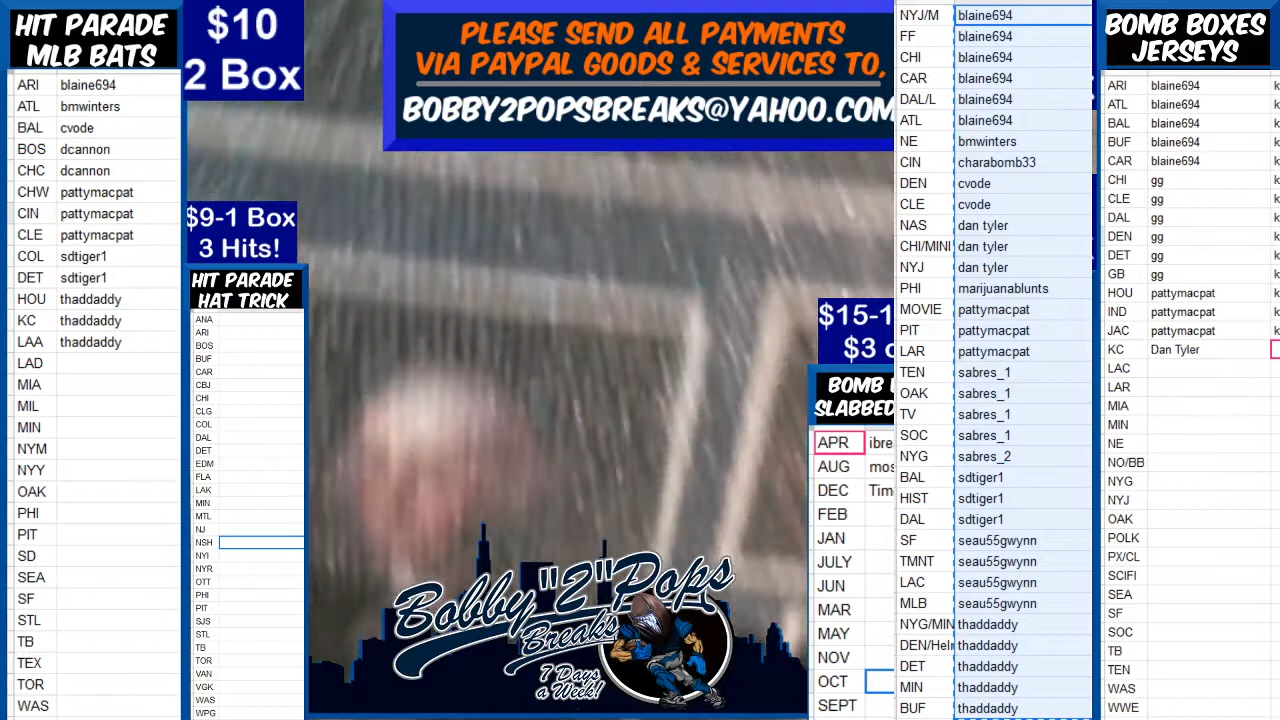 HIT PARADE
MLB BATS
ARI blaine694
ATL bmwinters
BAL cvode
BOS dcannon
CHC dcannon
CHW pattymacpat
CIN pattymacpat
CLE pattymacpat
COL sdtiger1
DET sdtiger1
HOU thaddaddy
KC thaddaddy
LAA thaddaddy
LAD
MIA
MIL
MIN
NYM
NYY
OAK
PHI
PIT
SD
SEA
SF
STL
TB
TEX
TOR
WAS
$10
2 Box
$9-1 Box
3 Hits!
HIT PARADE
HAT TRICK
ANA
ARI
BOS
BUF
CAR
CBJ
CHI
CLG
COL
DAL
DET
EDM
FLA
LAK
MIN
MTL
NJ
NSH
NYI
NYR
OTT
PHI
PIT
SJS
STL
TB
TOR
VAN
VGK
WAS
WPG
PLEASE SEND ALL PAYMENTS
VIA PAYPAL GOODS & SERVICES TO,
BOBBY2POPSBREAKS@YAHOO.COM
Bobby "2" Pops
Breaks
7 Days
a Week!
$15-1
$3 o
BOMB B
SLABBED
APR ibre
AUG mos
DEC Tim
FEB
JAN
JULY
JUN
MAR
MAY
NOV
OCT
SEPT
NYJ/M blaine694
FF blaine694
CHI blaine694
CAR blaine694
DAL/L blaine694
ATL blaine694
NE bmwinters
CIN charabomb33
DEN cvode
CLE cvode
NAS dan tyler
CHI/MINI dan tyler
NYJ dan tyler
PHI marijuanablunts
MOVIE pattymacpat
PIT pattymacpat
LAR pattymacpat
TEN sabres_1
OAK sabres_1
TV sabres_1
SOC sabres_1
NYG sabres_2
BAL sdtiger1
HIST sdtiger1
DAL sdtiger1
SF seau55gwynn
TMNT seau55gwynn
LAC seau55gwynn
MLB seau55gwynn
NYG/MIN thaddaddy
DEN/Heln thaddaddy
DET thaddaddy
MIN thaddaddy
BUF thaddaddy
BOMB BOXES
JERSEYS
ARI blaine694 k
ATL blaine694 k
BAL blaine694 k
BUF blaine694 k
CAR blaine694 k
CHI gg k
CLE gg k
DAL gg k
DEN gg k
DET gg k
GB gg k
HOU pattymacpat k
IND pattymacpat k
JAC pattymacpat k
KC Dan Tyler
LAC
LAR
MIA
MIN
NE
NO/BB
NYG
NYJ
OAK
POLK
PX/CL
SCIFI
SEA
SF
SOC
TB
TEN
WAS
WWE